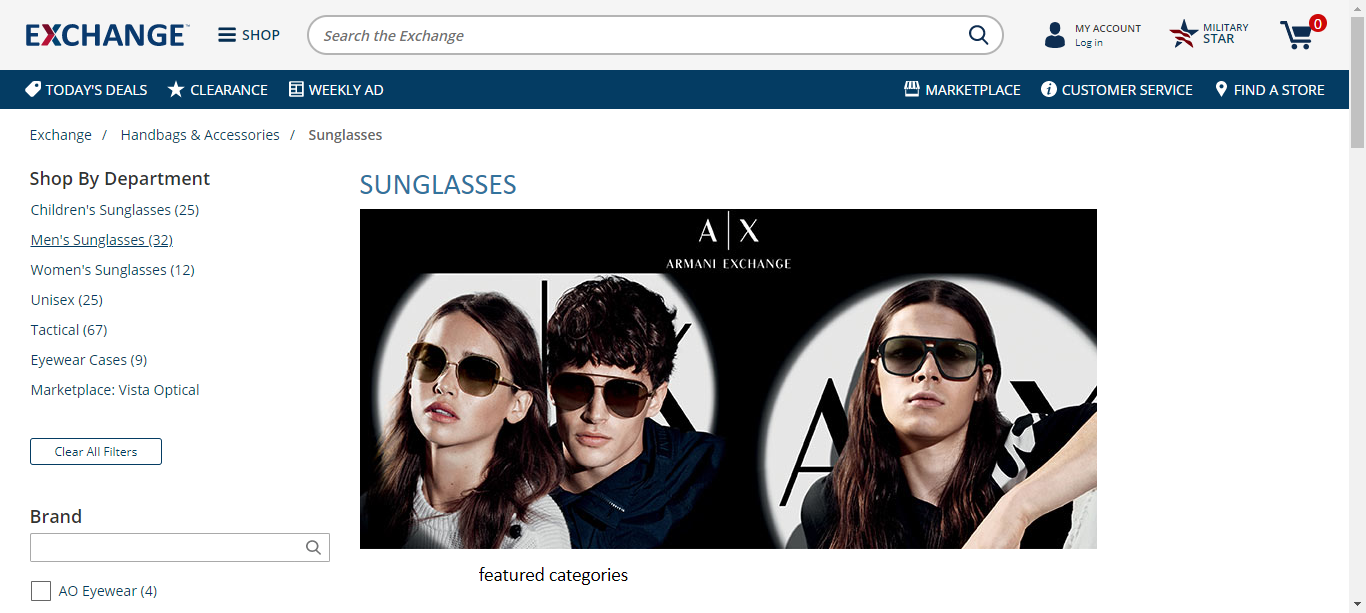 EXCHANGE
SHOP
Search the Exchange
MY ACCOUNT
Log in
MILITARY
STAR
0
TODAY'S DEALS
CLEARANCE
WEEKLY AD
MARKETPLACE
CUSTOMER SERVICE
FIND A STORE
Exchange / Handbags & Accessories / Sunglasses
Shop By Department
Children's Sunglasses (25)
Men's Sunglasses (32)
Women's Sunglasses (12)
Unisex (25)
Tactical (67)
Eyewear Cases (9)
Marketplace: Vista Optical
Clear All Filters
Brand
AO Eyewear (4)
SUNGLASSES
A|X
ARMANI EXCHANGE
featured categories